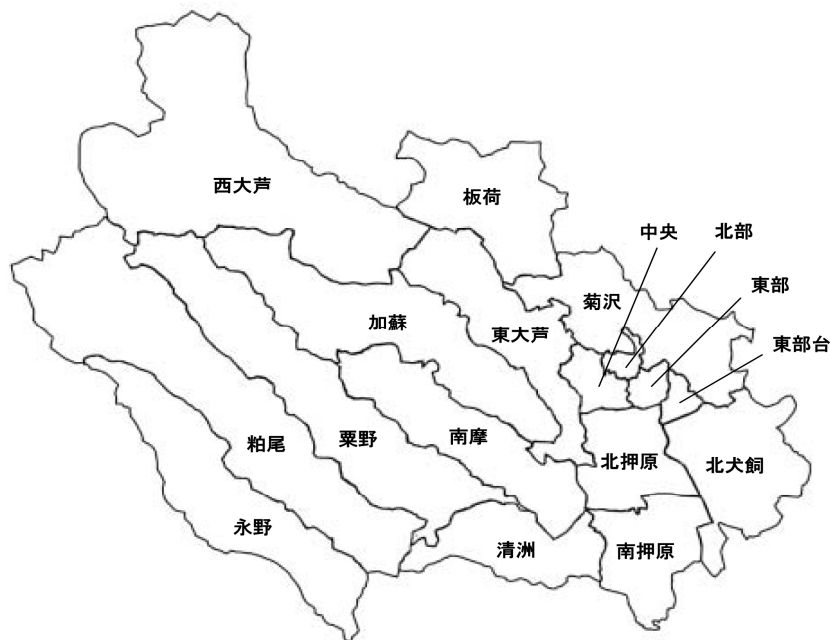 西大芦
板荷
中央
北部
菊沢
東部
加蘇
東大芦
東部台
粕尾
粟野
南摩
北押原
北犬飼
永野
清洲
南押原